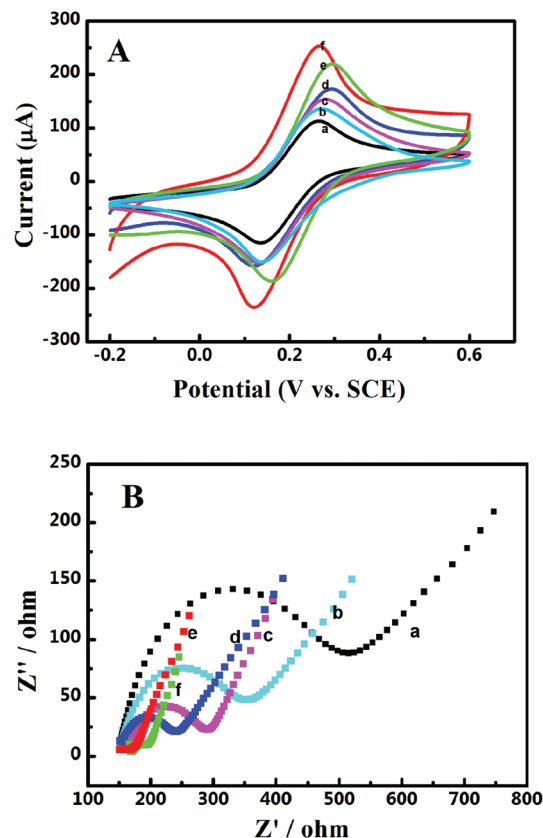 300
200
100
0
-100
-200
-300
Current (µA)
A
f
e
d
c
b
a
-0.2 0.0 0.2 0.4 0.6
Potential (V vs. SCE)
250
200
150
100
50
0
Z'' / ohm
B
e
f
d
c
b
a
100 200 300 400 500 600 700 800
Z' / ohm